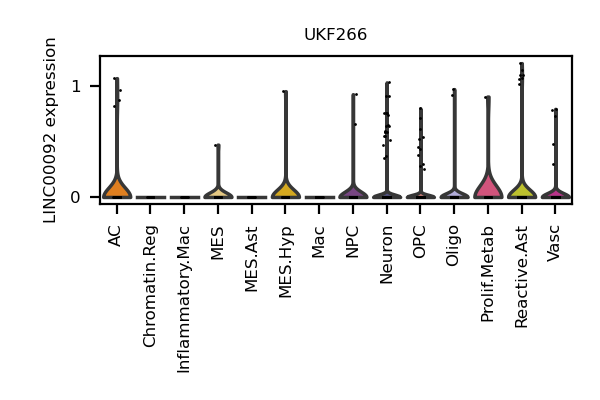 UKF266
LINC00092 expression
1
0
AC
Chromatin.Reg
Inflammatory.Mac
MES
MES.Ast
MES.Hyp
Mac
NPC
Neuron
OPC
Oligo
Prolif.Metab
Reactive.Ast
Vasc